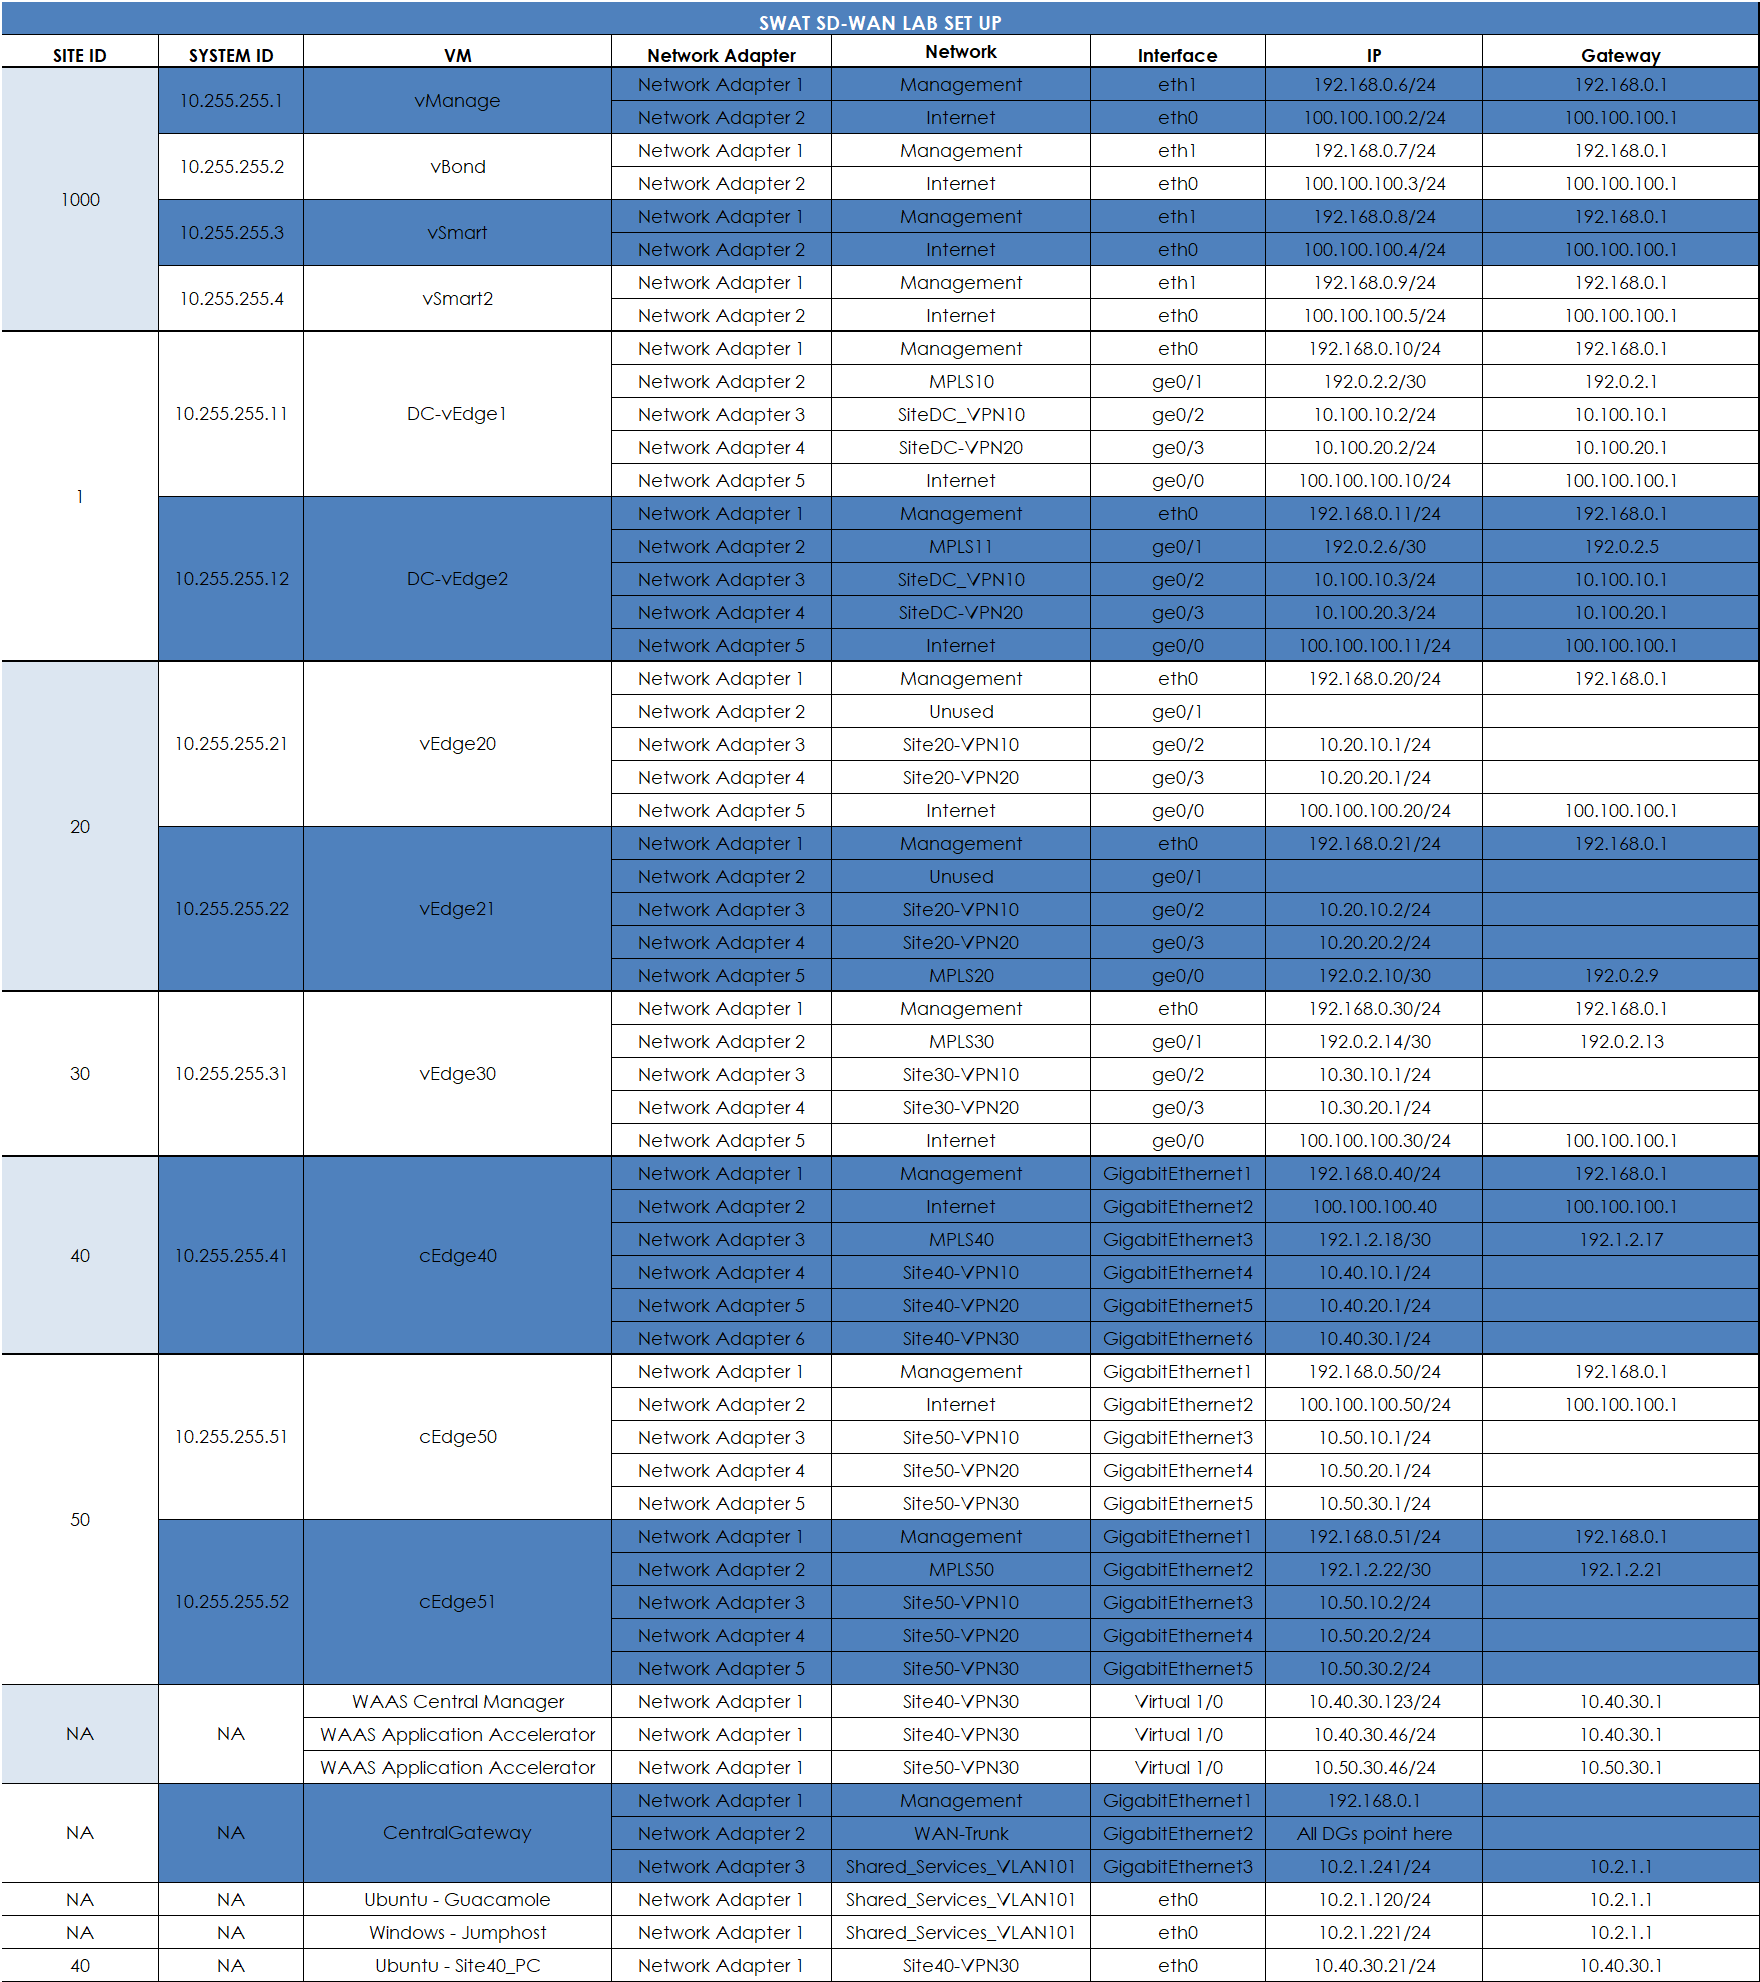 SWAT SD-WAN LAB SET UP
SITE ID SYSTEM ID VM Network Adapter Network Interface IP Gateway
1000 10.255.255.1 vManage Network Adapter 1 Management eth1 192.168.0.6/24 192.168.0.1
Network Adapter 2 Internet eth0 100.100.100.2/24 100.100.100.1
10.255.255.2 vBond Network Adapter 1 Management eth1 192.168.0.7/24 192.168.0.1
Network Adapter 2 Internet eth0 100.100.100.3/24 100.100.100.1
10.255.255.3 vSmart Network Adapter 1 Management eth1 192.168.0.8/24 192.168.0.1
Network Adapter 2 Internet eth0 100.100.100.4/24 100.100.100.1
10.255.255.4 vSmart2 Network Adapter 1 Management eth1 192.168.0.9/24 192.168.0.1
Network Adapter 2 Internet eth0 100.100.100.5/24 100.100.100.1
1 10.255.255.11 DC-vEdge1 Network Adapter 1 Management eth0 192.168.0.10/24 192.168.0.1
Network Adapter 2 MPLS10 ge0/1 192.0.2.2/30 192.0.2.1
Network Adapter 3 SiteDC_VPN10 ge0/2 10.100.10.2/24 10.100.10.1
Network Adapter 4 SiteDC-VPN20 ge0/3 10.100.20.2/24 10.100.20.1
Network Adapter 5 Internet ge0/0 100.100.100.10/24 100.100.100.1
10.255.255.12 DC-vEdge2 Network Adapter 1 Management eth0 192.168.0.11/24 192.168.0.1
Network Adapter 2 MPLS11 ge0/1 192.0.2.6/30 192.0.2.5
Network Adapter 3 SiteDC_VPN10 ge0/2 10.100.10.3/24 10.100.10.1
Network Adapter 4 SiteDC-VPN20 ge0/3 10.100.20.3/24 10.100.20.1
Network Adapter 5 Internet ge0/0 100.100.100.11/24 100.100.100.1
20 10.255.255.21 vEdge20 Network Adapter 1 Management eth0 192.168.0.20/24 192.168.0.1
Network Adapter 2 Unused ge0/1
Network Adapter 3 Site20-VPN10 ge0/2 10.20.10.1/24
Network Adapter 4 Site20-VPN20 ge0/3 10.20.20.1/24
Network Adapter 5 Internet ge0/0 100.100.100.20/24 100.100.100.1
10.255.255.22 vEdge21 Network Adapter 1 Management eth0 192.168.0.21/24 192.168.0.1
Network Adapter 2 Unused ge0/1
Network Adapter 3 Site20-VPN10 ge0/2 10.20.10.2/24
Network Adapter 4 Site20-VPN20 ge0/3 10.20.20.2/24
Network Adapter 5 MPLS20 ge0/0 192.0.2.10/30 192.0.2.9
30 10.255.255.31 vEdge30 Network Adapter 1 Management eth0 192.168.0.30/24 192.168.0.1
Network Adapter 2 MPLS30 ge0/1 192.0.2.14/30 192.0.2.13
Network Adapter 3 Site30-VPN10 ge0/2 10.30.10.1/24
Network Adapter 4 Site30-VPN20 ge0/3 10.30.20.1/24
Network Adapter 5 Internet ge0/0 100.100.100.30/24 100.100.100.1
40 10.255.255.41 cEdge40 Network Adapter 1 Management GigabitEthernet1 192.168.0.40/24 192.168.0.1
Network Adapter 2 Internet GigabitEthernet2 100.100.100.40 100.100.100.1
Network Adapter 3 MPLS40 GigabitEthernet3 192.1.2.18/30 192.1.2.17
Network Adapter 4 Site40-VPN10 GigabitEthernet4 10.40.10.1/24
Network Adapter 5 Site40-VPN20 GigabitEthernet5 10.40.20.1/24
Network Adapter 6 Site40-VPN30 GigabitEthernet6 10.40.30.1/24
50 10.255.255.51 cEdge50 Network Adapter 1 Management GigabitEthernet1 192.168.0.50/24 192.168.0.1
Network Adapter 2 Internet GigabitEthernet2 100.100.100.50/24 100.100.100.1
Network Adapter 3 Site50-VPN10 GigabitEthernet3 10.50.10.1/24
Network Adapter 4 Site50-VPN20 GigabitEthernet4 10.50.20.1/24
Network Adapter 5 Site50-VPN30 GigabitEthernet5 10.50.30.1/24
10.255.255.52 cEdge51 Network Adapter 1 Management GigabitEthernet1 192.168.0.51/24 192.168.0.1
Network Adapter 2 MPLS50 GigabitEthernet2 192.1.2.22/30 192.1.2.21
Network Adapter 3 Site50-VPN10 GigabitEthernet3 10.50.10.2/24
Network Adapter 4 Site50-VPN20 GigabitEthernet4 10.50.20.2/24
Network Adapter 5 Site50-VPN30 GigabitEthernet5 10.50.30.2/24
NA NA WAAS Central Manager Network Adapter 1 Site40-VPN30 Virtual 1/0 10.40.30.123/24 10.40.30.1
WAAS Application Accelerator Network Adapter 1 Site40-VPN30 Virtual 1/0 10.40.30.46/24 10.40.30.1
WAAS Application Accelerator Network Adapter 1 Site50-VPN30 Virtual 1/0 10.50.30.46/24 10.50.30.1
NA NA CentralGateway Network Adapter 1 Management GigabitEthernet1 192.168.0.1
Network Adapter 2 WAN-Trunk GigabitEthernet2 All DGs point here
Network Adapter 3 Shared_Services_VLAN101 GigabitEthernet3 10.2.1.241/24 10.2.1.1
NA NA Ubuntu - Guacamole Network Adapter 1 Shared_Services_VLAN101 eth0 10.2.1.120/24 10.2.1.1
NA NA Windows - Jumphost Network Adapter 1 Shared_Services_VLAN101 eth0 10.2.1.221/24 10.2.1.1
40 NA Ubuntu - Site40_PC Network Adapter 1 Site40-VPN30 eth0 10.40.30.21/24 10.40.30.1